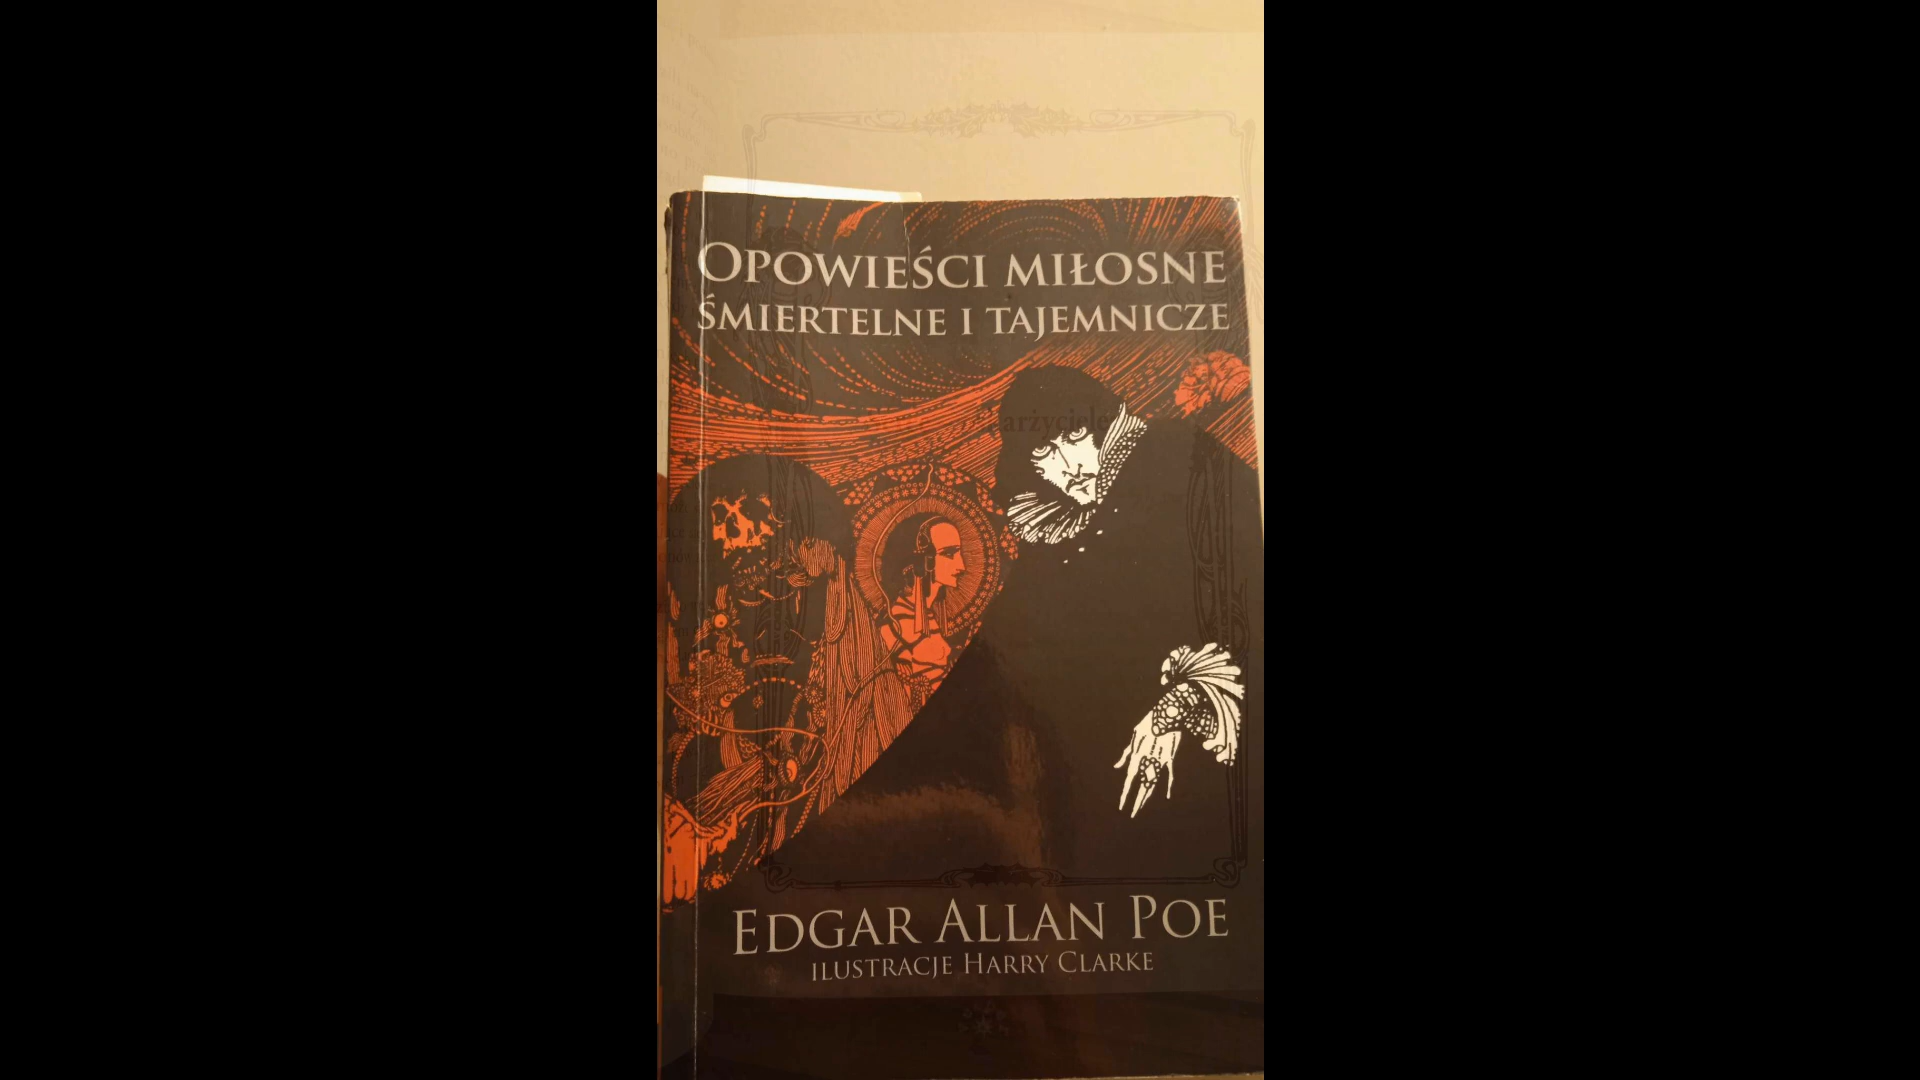 OPOWIEŚCI MIŁOSNE
ŚMIERTELNE I TAJEMNICZE
EDGAR ALLAN POE
ILUSTRACJE HARRY CLARKE